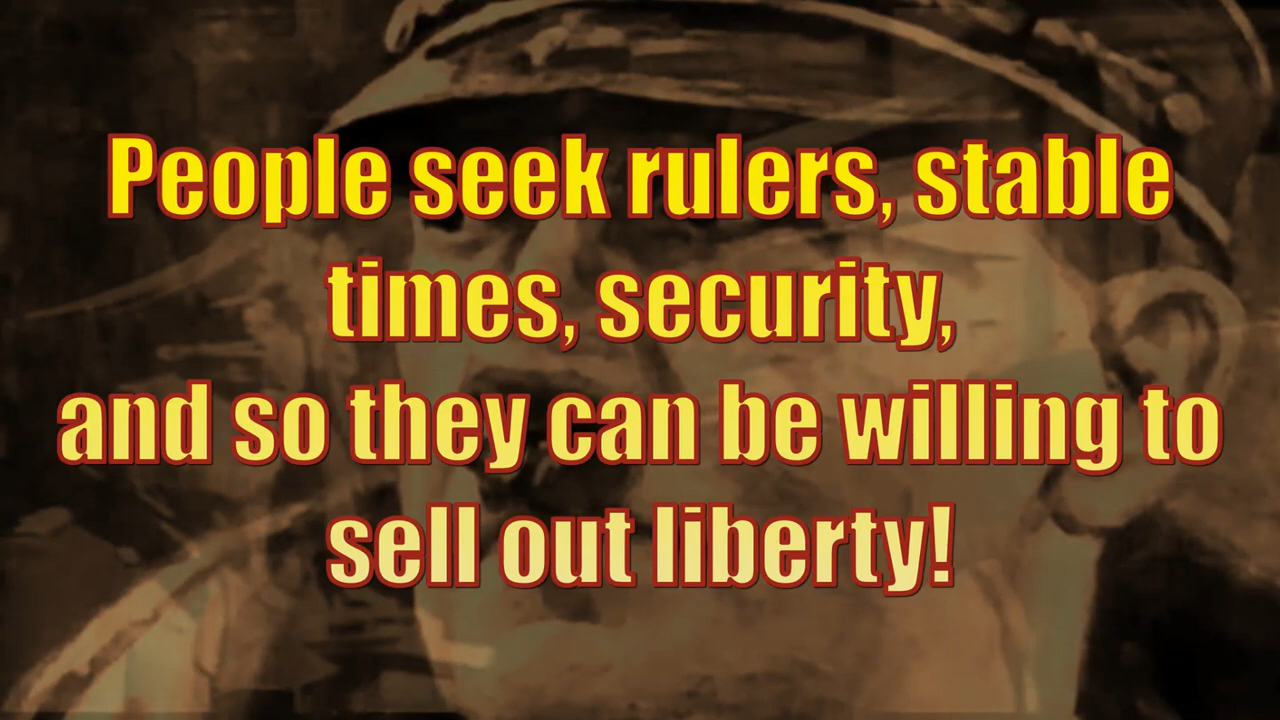 People seek rulers, stable
times, security,
and so they can be willing to
sell out liberty!